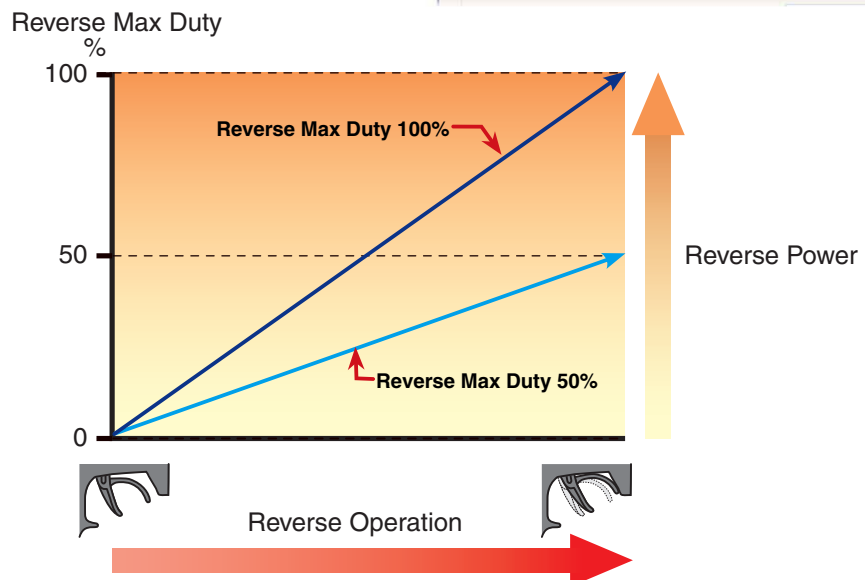 Reverse Max Duty
%
100
Reverse Max Duty 100%
50
Reverse Power
Reverse Max Duty 50%
0
Reverse Operation